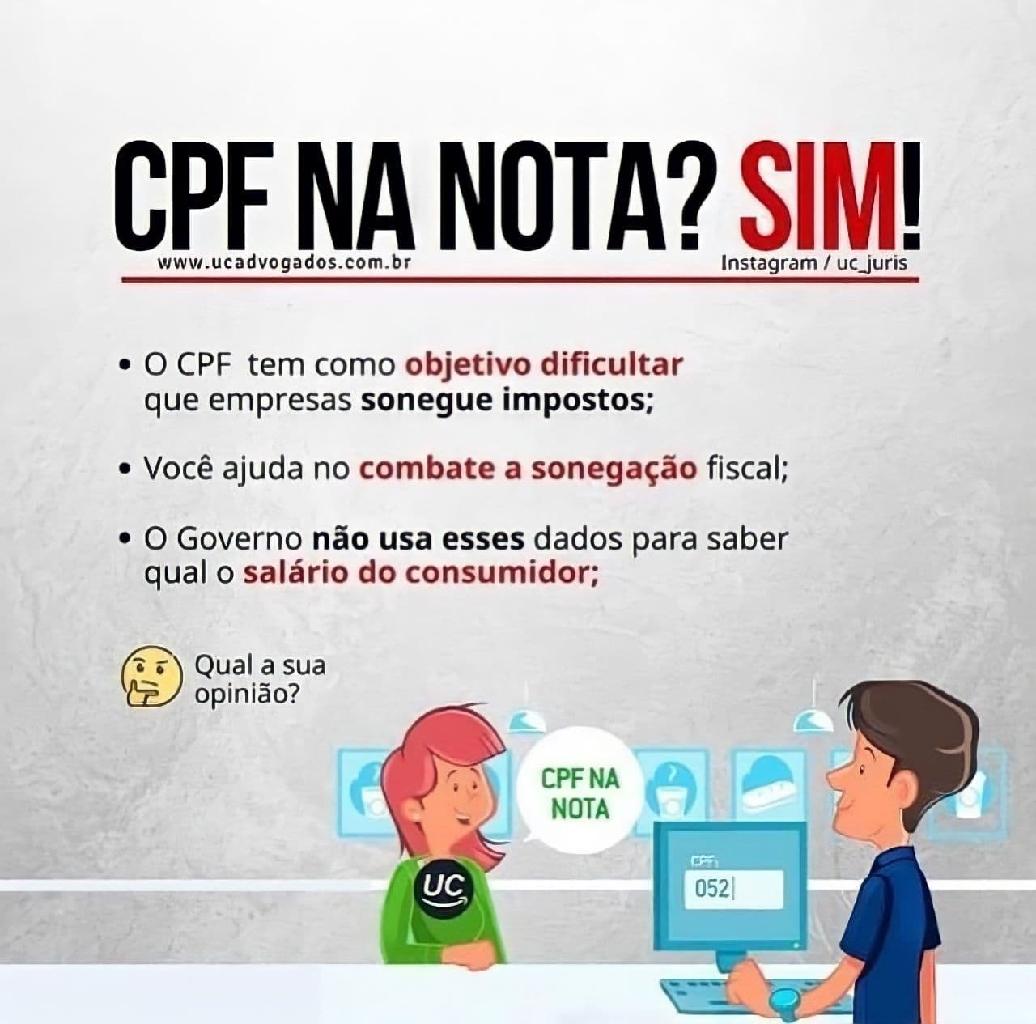 CPF NA NOTA? SIM!
www.ucadvogados.com.br Instagram / uc_juris
• O CPF tem como objetivo dificultar
que empresas sonegue impostos;
• Você ajuda no combate a sonegação fiscal;
• O Governo não usa esses dados para saber
qual o salário do consumidor;
Qual a sua
opinião?
CPF NA
NOTA
UC
CPF:
052